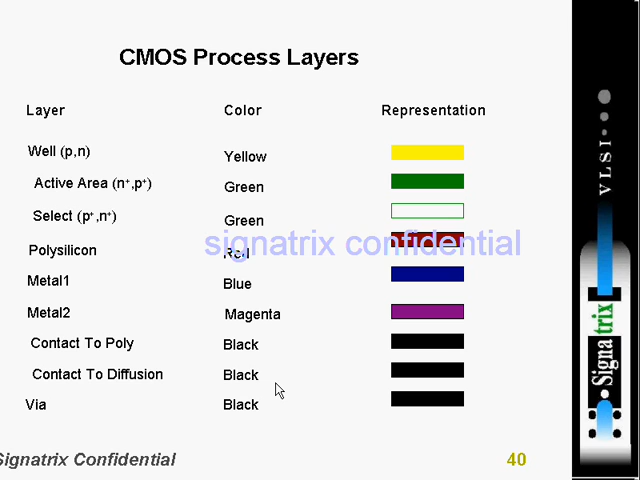 CMOS Process Layers
Layer Color Representation
Well (p,n) Yellow
Active Area (n+,p+) Green
Select (p+,n+) Green
signatrix confidential
Polysilicon Red
Metal1 Blue
Metal2 Magenta
Contact To Poly Black
Contact To Diffusion Black
Via Black
Signatrix Confidential 40
VLSI
Signatrix